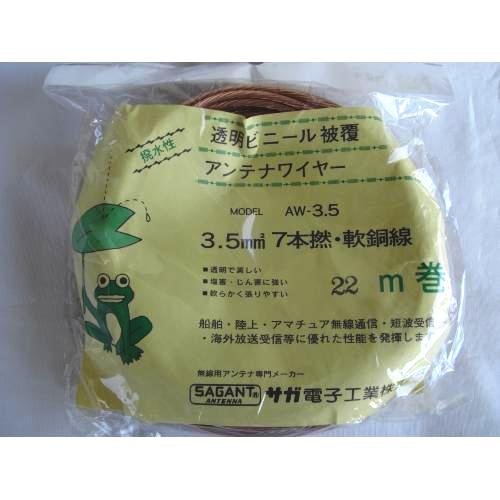 撥水性
透明ビニール被覆
アンテナワイヤー
MODEL AW-3.5
3.5m㎡ 7本撚・軟銅線
■透明で美しい
■塩害・じん害に強い
■軟らかく張りやすい
22 m 巻
船舶・陸上・アマチュア無線通信・短波受信
・海外放送受信等に優れた性能を発揮しま
無線用アンテナ専門メーカー
SAGANT® サガ電子工業株
ANTENNA